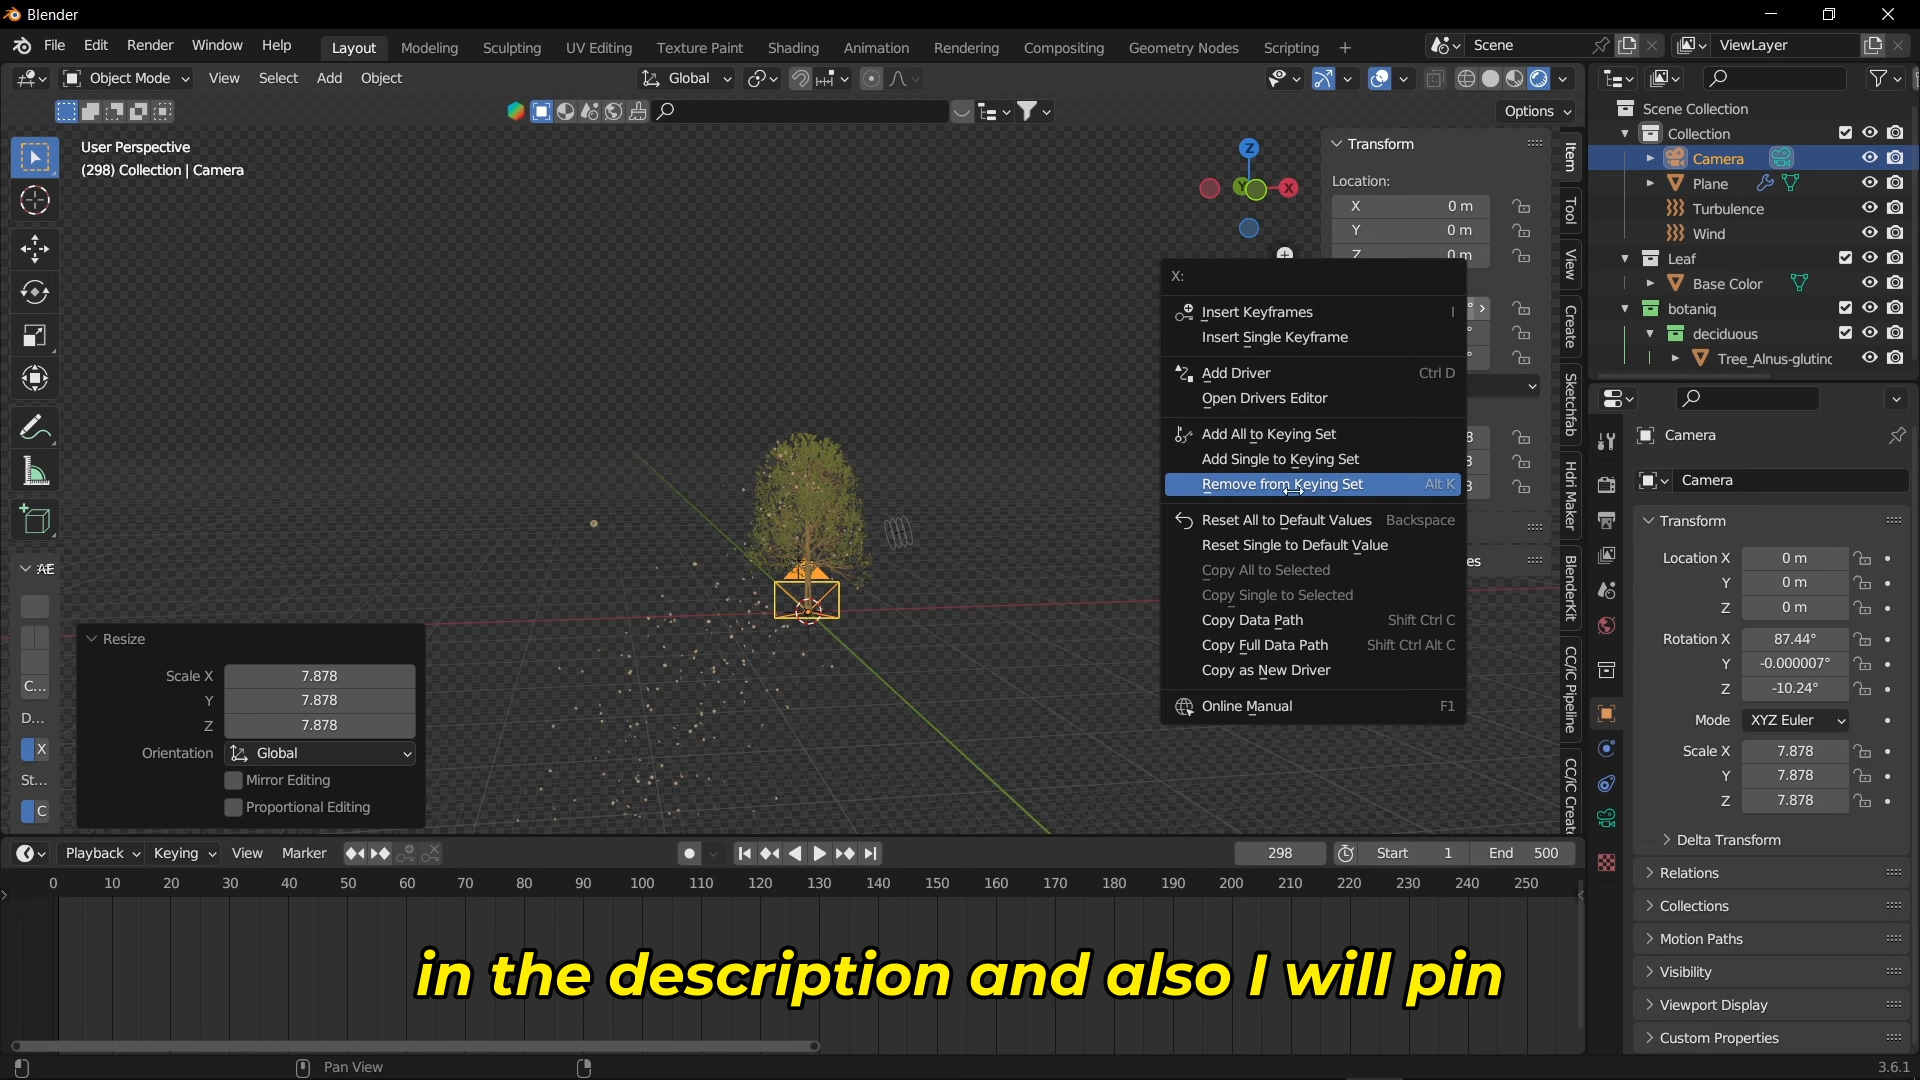 Blender
File Edit Render Window Help
Layout Modeling Sculpting UV Editing Texture Paint Shading Animation Rendering Compositing Geometry Nodes Scripting +
Scene
ViewLayer
Object Mode View Select Add Object
Global
Options
User Perspective
(298) Collection | Camera
Z
Y
X
Transform
Location:
X 0 m
Y 0 m
Z 0 m
Item
Tool
View
Create
Sketchfab
Hdri Maker
BlenderKit
CC/iC Pipeline
CC/iC Create
X:
Insert Keyframes I
Insert Single Keyframe
Add Driver Ctrl D
Open Drivers Editor
Add All to Keying Set
Add Single to Keying Set
Remove from Keying Set Alt K
Reset All to Default Values Backspace
Reset Single to Default Value
Copy All to Selected
Copy Single to Selected
Copy Data Path Shift Ctrl C
Copy Full Data Path Shift Ctrl Alt C
Copy as New Driver
Online Manual F1
es
AE
C...
D...
X
St...
C
Resize
Scale X 7.878
Y 7.878
Z 7.878
Orientation Global
Mirror Editing
Proportional Editing
Scene Collection
Collection
Camera
Plane
Turbulence
Wind
Leaf
Base Color
botaniq
deciduous
Tree_Alnus-glutinc
Camera
Camera
Transform
Location X 0 m
Y 0 m
Z 0 m
Rotation X 87.44°
Y -0.000007°
Z -10.24°
Mode XYZ Euler
Scale X 7.878
Y 7.878
Z 7.878
Delta Transform
Relations
Collections
Motion Paths
Visibility
Viewport Display
Custom Properties
Playback Keying View Marker
298 Start 1 End 500
0 10 20 30 40 50 60 70 80 90 100 110 120 130 140 150 160 170 180 190 200 210 220 230 240 250
in the description and also I will pin
Pan View
3.6.1